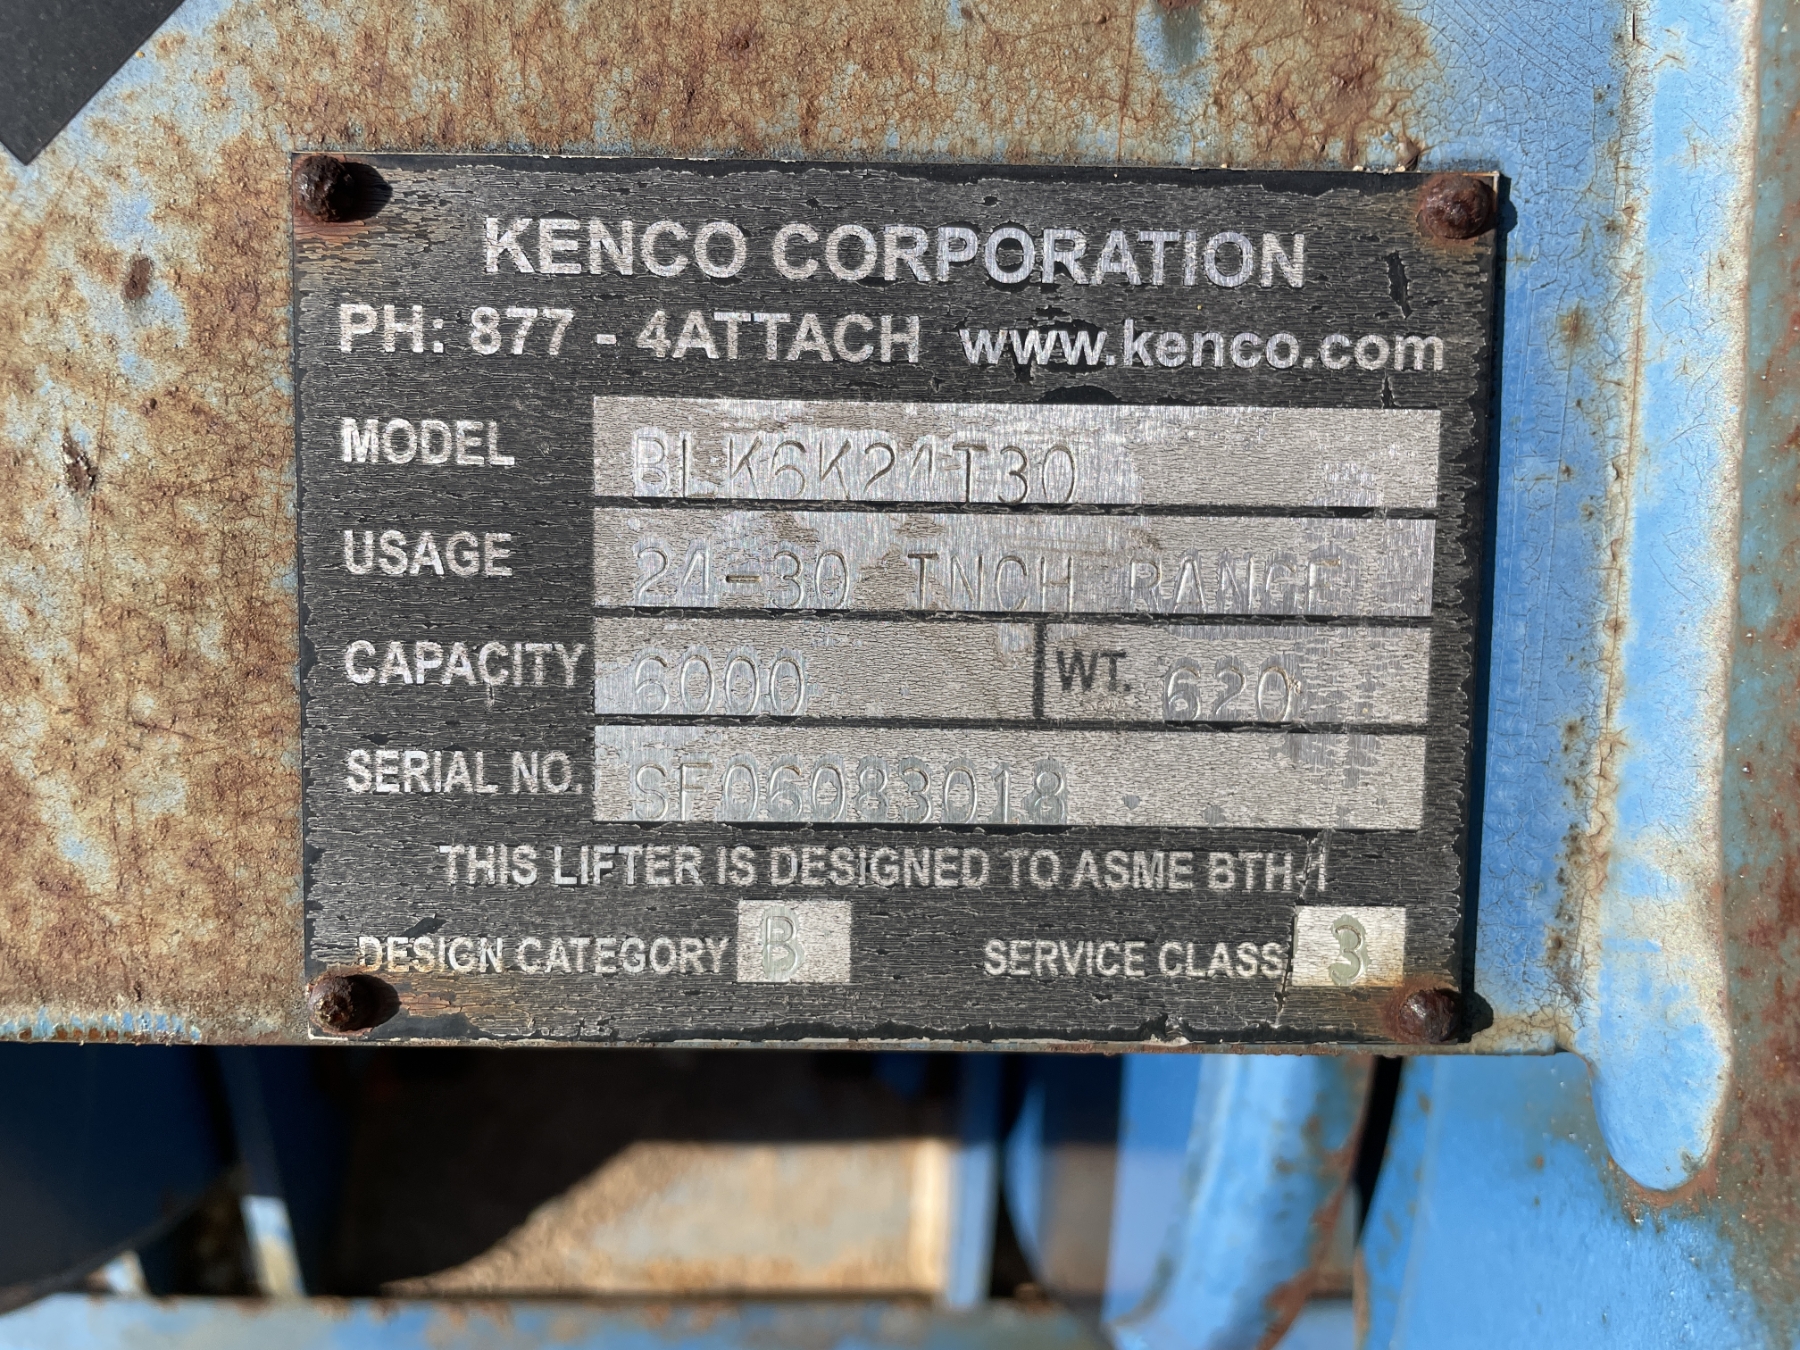 KENCO CORPORATION
PH: 877 - 4ATTACH www.kenco.com
MODEL BLK6K24T30
USAGE 24-30 INCH RANGE
CAPACITY 6000 WT. 620
SERIAL NO. SF06083018
THIS LIFTER IS DESIGNED TO ASME BTH-1
DESIGN CATEGORY B SERVICE CLASS 3